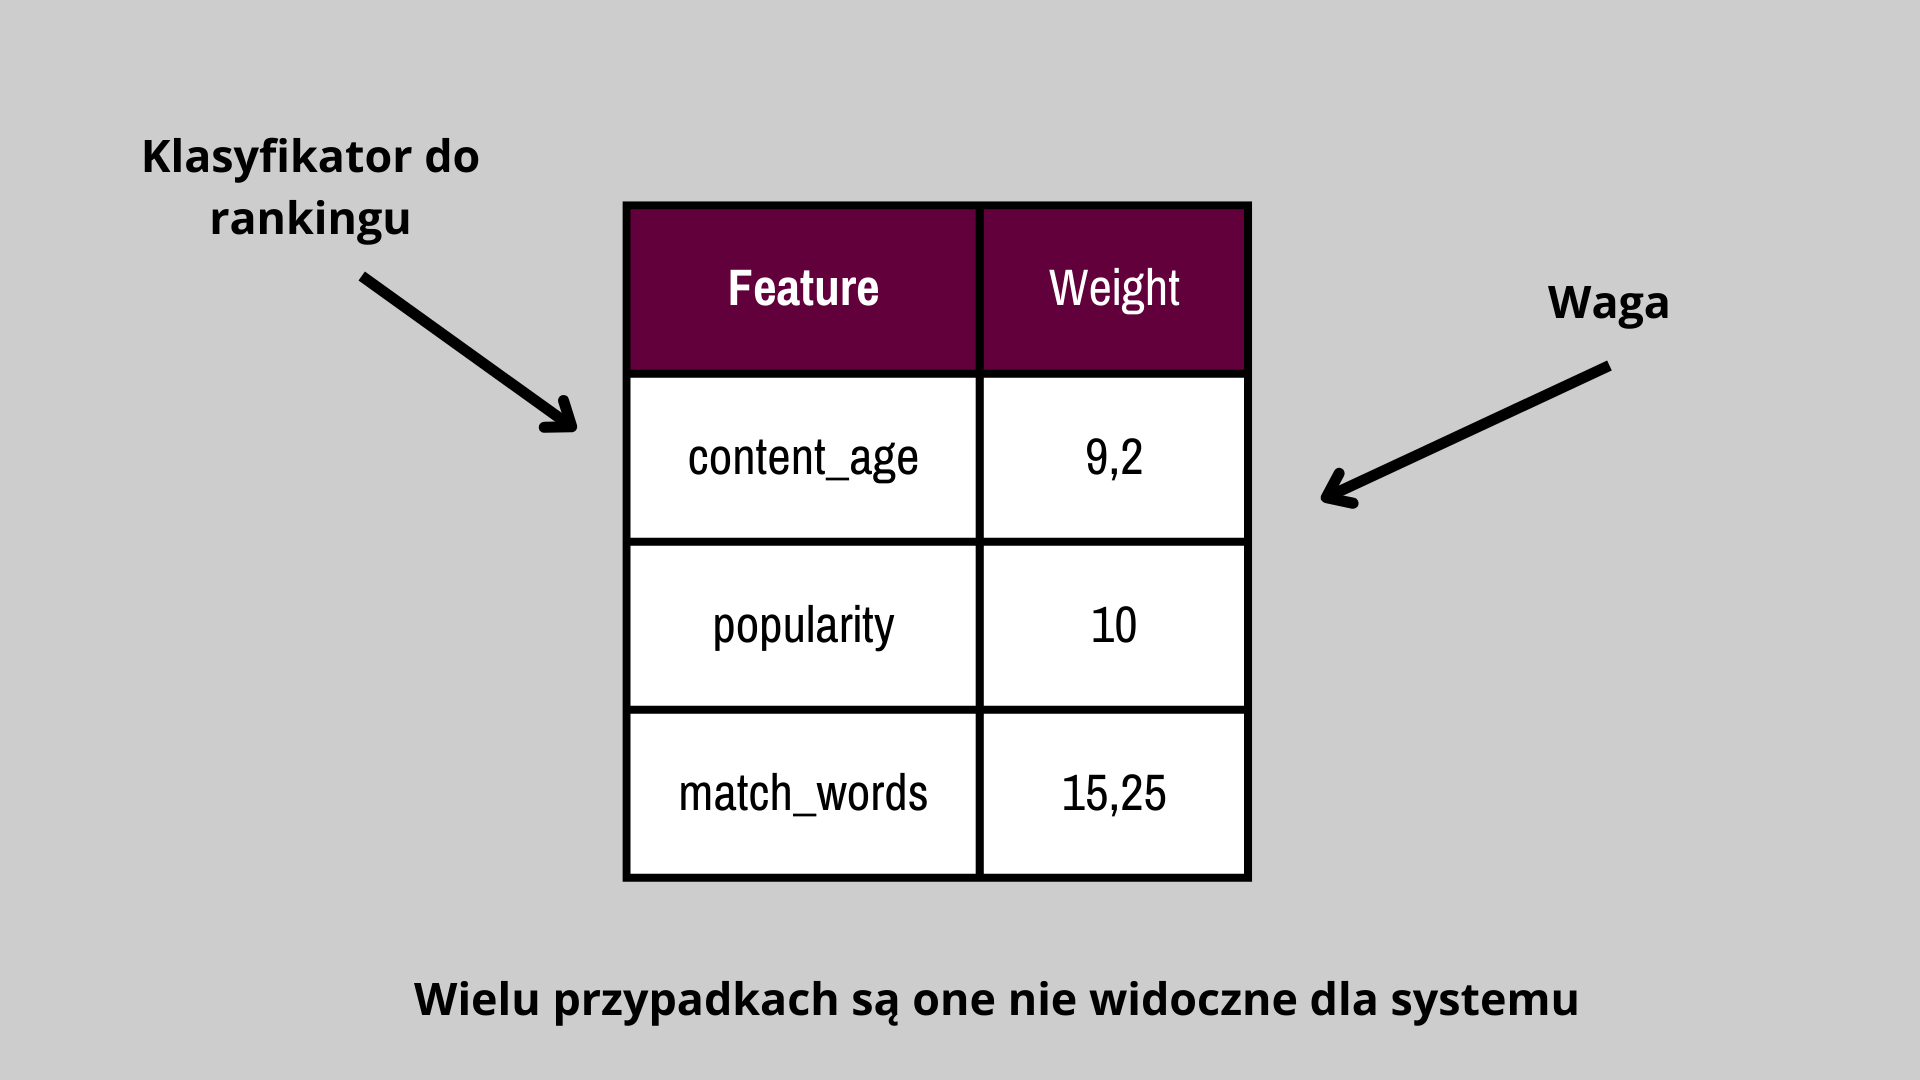 Klasyfikator do
rankingu
Waga
Feature Weight
content_age 9,2
popularity 10
match_words 15,25
Wielu przypadkach są one nie widoczne dla systemu